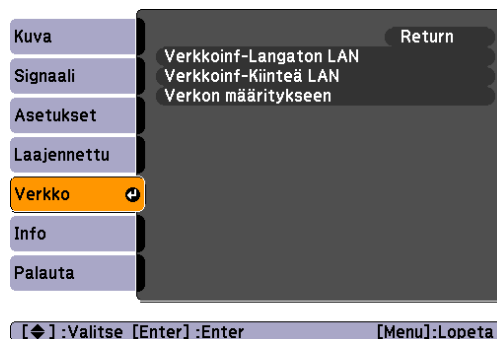 Kuva
Signaali
Asetukset
Laajennettu
Verkko
Info
Palauta
Return
Verkkoinf-Langaton LAN
Verkkoinf-Kiinteä LAN
Verkon määritykseen
[◆] :Valitse [Enter] :Enter [Menu]:Lopeta